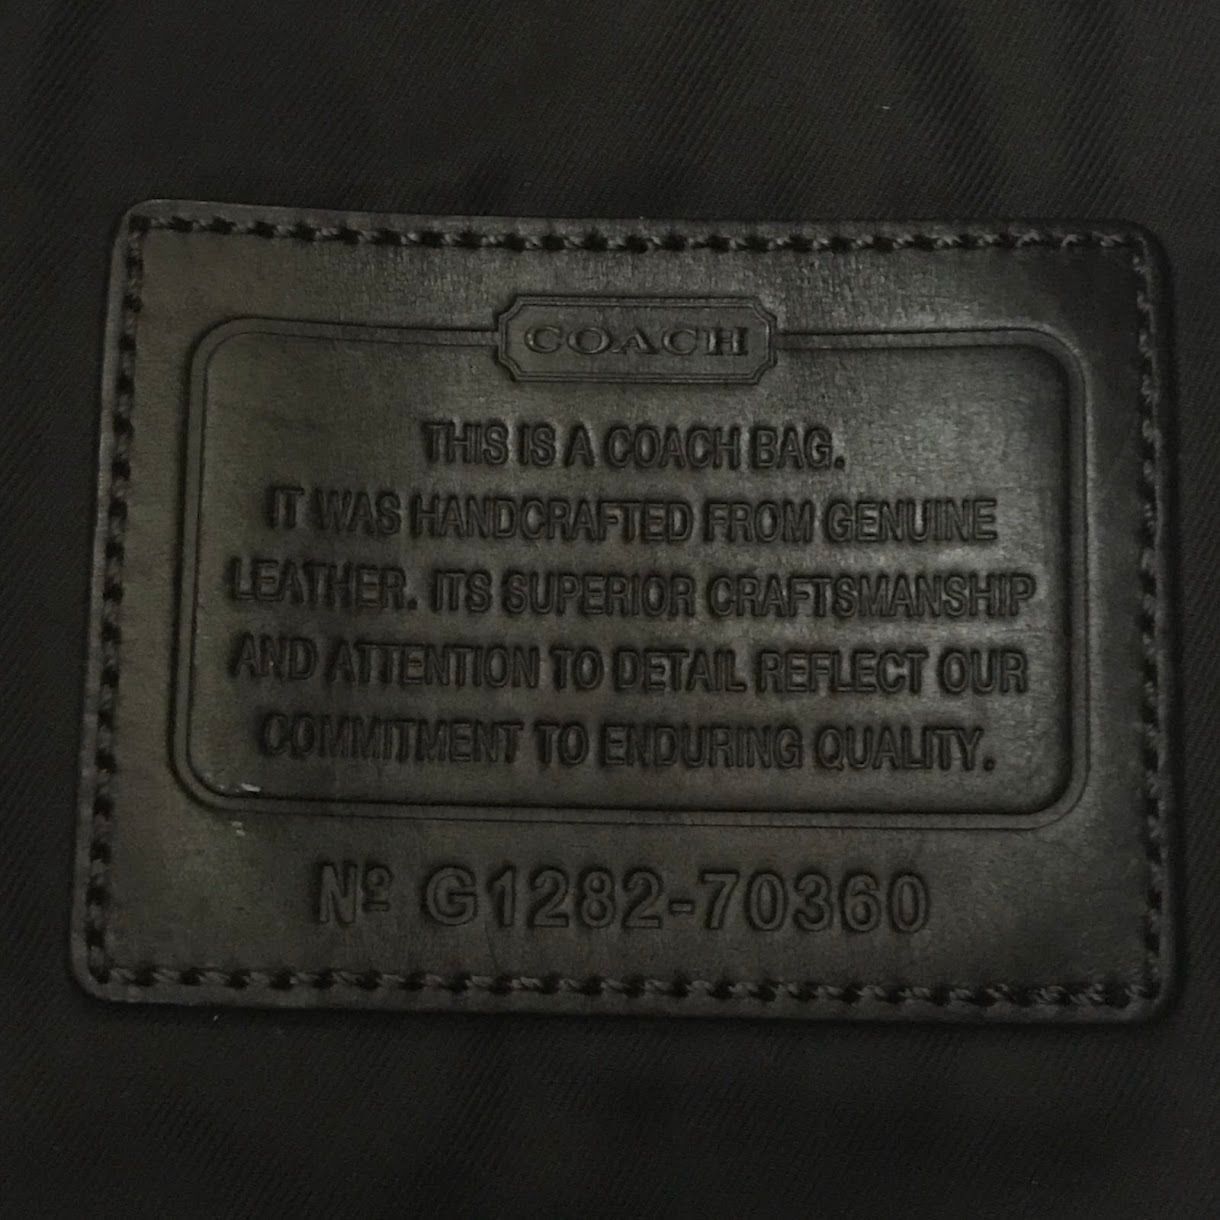 COACH
THIS IS A COACH BAG.
IT WAS HANDCRAFTED FROM GENUINE
LEATHER. ITS SUPERIOR CRAFTSMANSHIP
AND ATTENTION TO DETAIL REFLECT OUR
COMMITMENT TO ENDURING QUALITY.
Nº G1282-70360